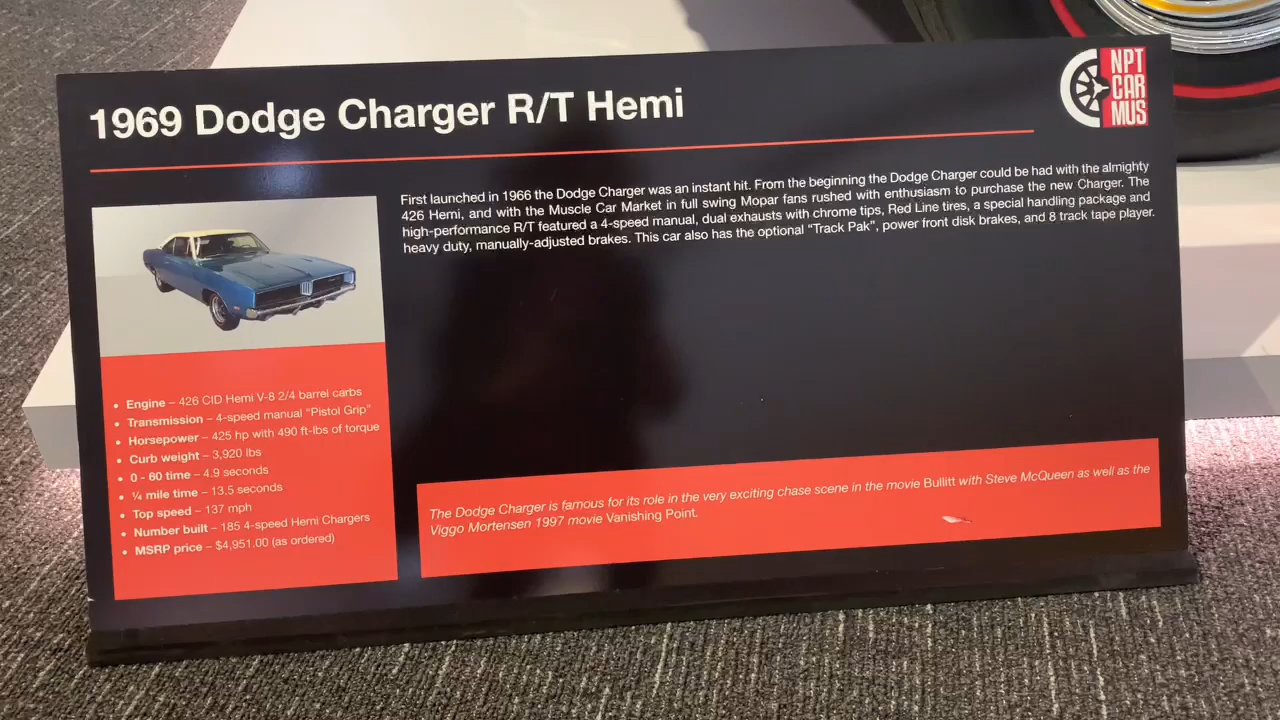 1969 Dodge Charger R/T Hemi
NPT
CAR
MUS
First launched in 1966 the Dodge Charger was an instant hit. From the beginning the Dodge Charger could be had with the almighty
426 Hemi, and with the Muscle Car Market in full swing Mopar fans rushed with enthusiasm to purchase the new Charger. The
high-performance R/T featured a 4-speed manual, dual exhausts with chrome tips, Red Line tires, a special handling package and
heavy duty, manually-adjusted brakes. This car also has the optional “Track Pak”, power front disk brakes, and 8 track tape player.
• Engine – 426 CID Hemi V-8 2/4 barrel carbs
• Transmission – 4-speed manual “Pistol Grip”
• Horsepower – 425 hp with 490 ft-lbs of torque
• Curb weight – 3,920 lbs
• 0 - 60 time – 4.9 seconds
• ¼ mile time – 13.5 seconds
• Top speed – 137 mph
• Number built – 185 4-speed Hemi Chargers
• MSRP price – $4,951.00 (as ordered)
The Dodge Charger is famous for its role in the very exciting chase scene in the movie Bullitt with Steve McQueen as well as the
Viggo Mortensen 1997 movie Vanishing Point.